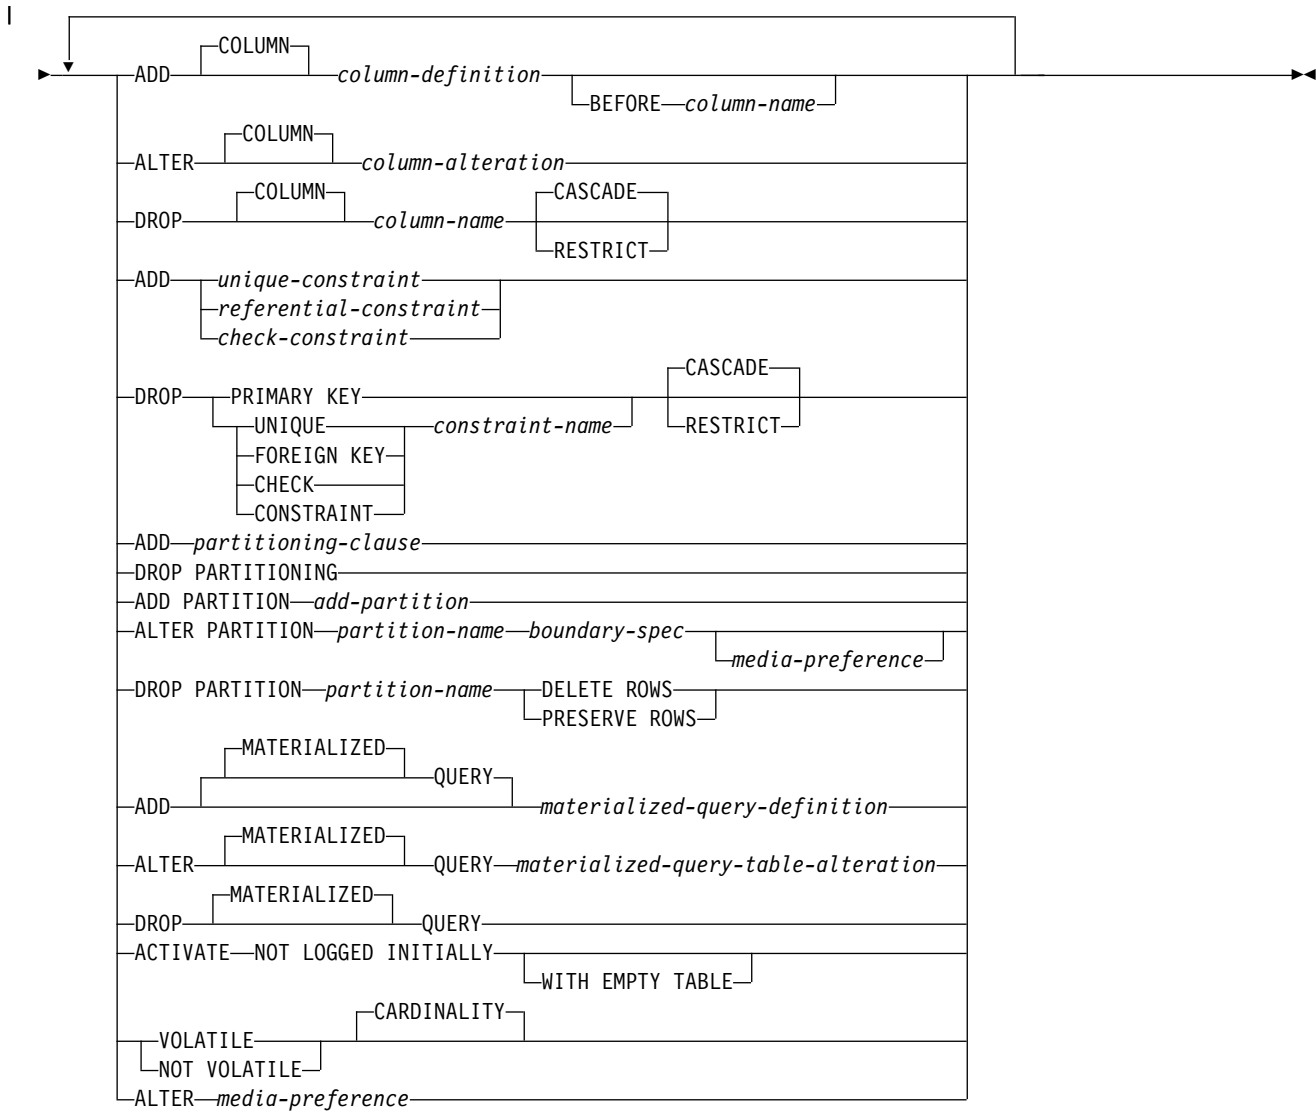 COLUMN
ADD column-definition
BEFORE column-name
COLUMN
ALTER column-alteration
COLUMN CASCADE
DROP column-name
RESTRICT
ADD unique-constraint
referential-constraint
check-constraint
CASCADE
DROP PRIMARY KEY
UNIQUE constraint-name RESTRICT
FOREIGN KEY
CHECK
CONSTRAINT
ADD partitioning-clause
DROP PARTITIONING
ADD PARTITION add-partition
ALTER PARTITION partition-name boundary-spec
media-preference
DROP PARTITION partition-name DELETE ROWS
PRESERVE ROWS
MATERIALIZED
QUERY
ADD materialized-query-definition
MATERIALIZED
ALTER QUERY materialized-query-table-alteration
MATERIALIZED
DROP QUERY
ACTIVATE NOT LOGGED INITIALLY
WITH EMPTY TABLE
CARDINALITY
VOLATILE
NOT VOLATILE
ALTER media-preference